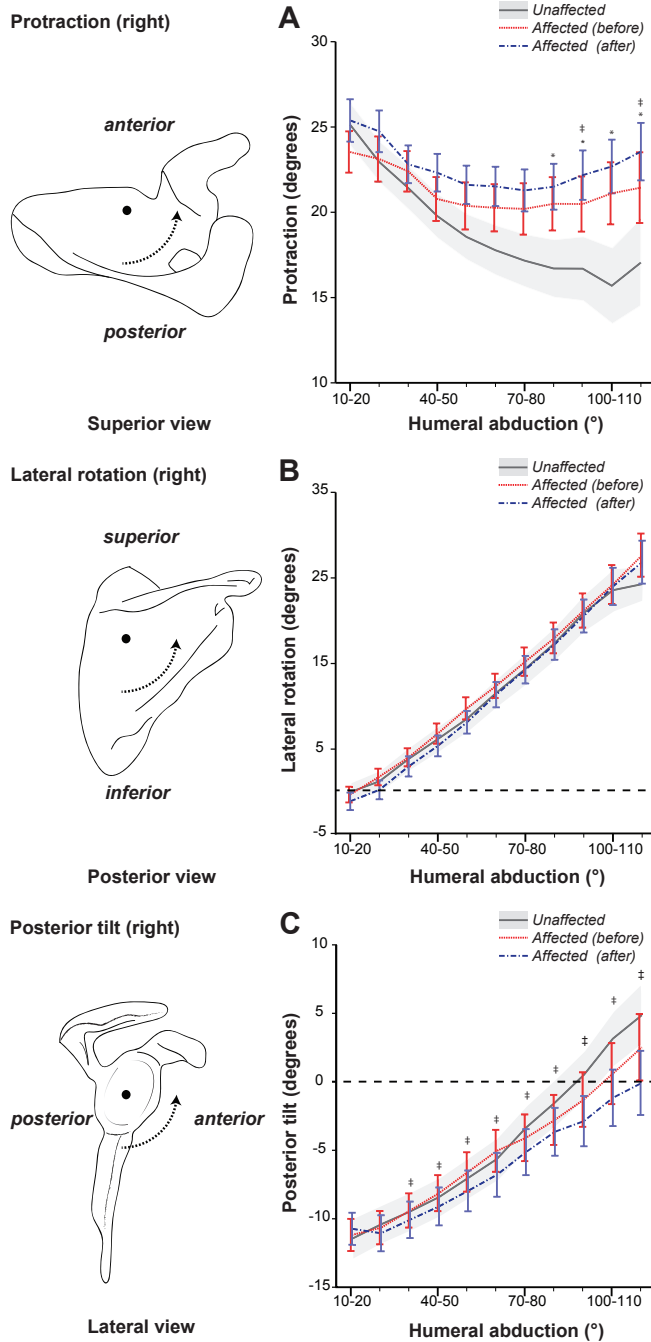 Protraction (right)
anterior
posterior
Superior view
A
Unaffected
Affected (before)
Affected (after)
Protraction (degrees)
30
25
20
15
10
‡
‡
*
*
*
*
10-20
40-50
70-80
100-110
Humeral abduction (°)
Lateral rotation (right)
superior
inferior
Posterior view
B
Unaffected
Affected (before)
Affected (after)
Lateral rotation (degrees)
35
25
15
5
-5
10-20
40-50
70-80
100-110
Humeral abduction (°)
Posterior tilt (right)
posterior
anterior
Lateral view
C
Unaffected
Affected (before)
Affected (after)
Posterior tilt (degrees)
10
5
0
-5
-10
-15
‡
‡
‡
‡
‡
‡
‡
‡
‡
10-20
40-50
70-80
100-110
Humeral abduction (°)